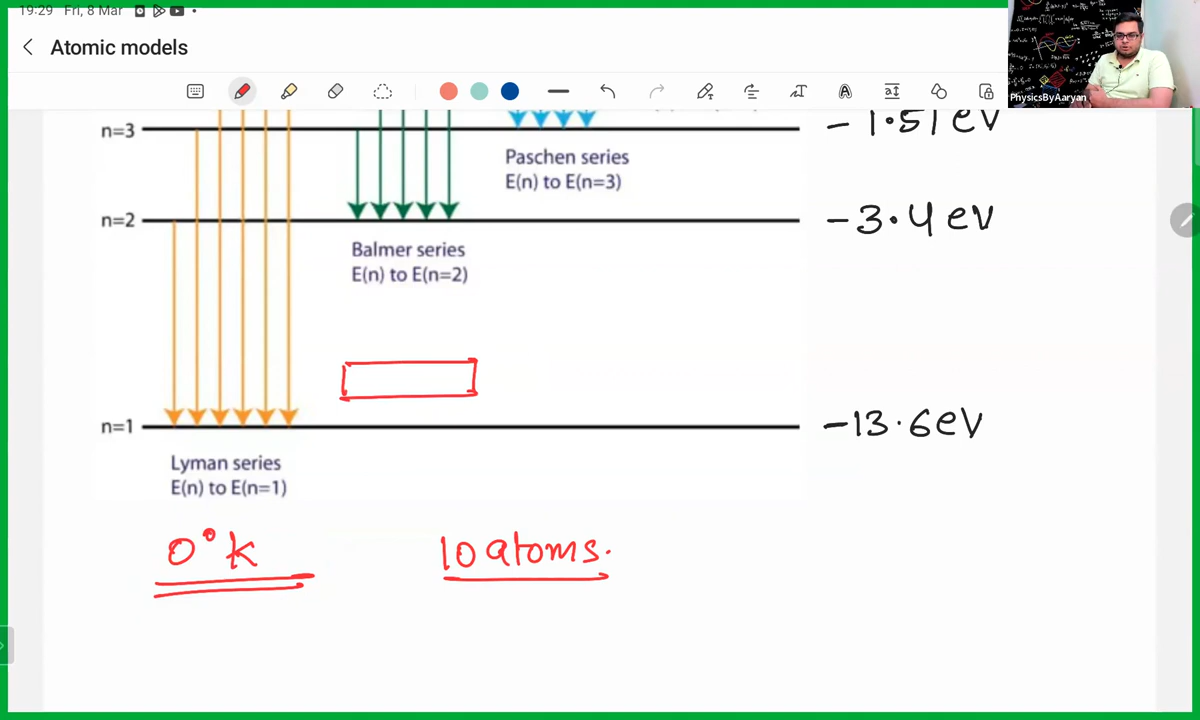 19:29 Fri, 8 Mar
Atomic models
PhysicsByAaryan
n=3
-1.51 eV
Paschen series
E(n) to E(n=3)
n=2
-3.4 eV
Balmer series
E(n) to E(n=2)
n=1
-13.6 eV
Lyman series
E(n) to E(n=1)
0°K
10 atoms.